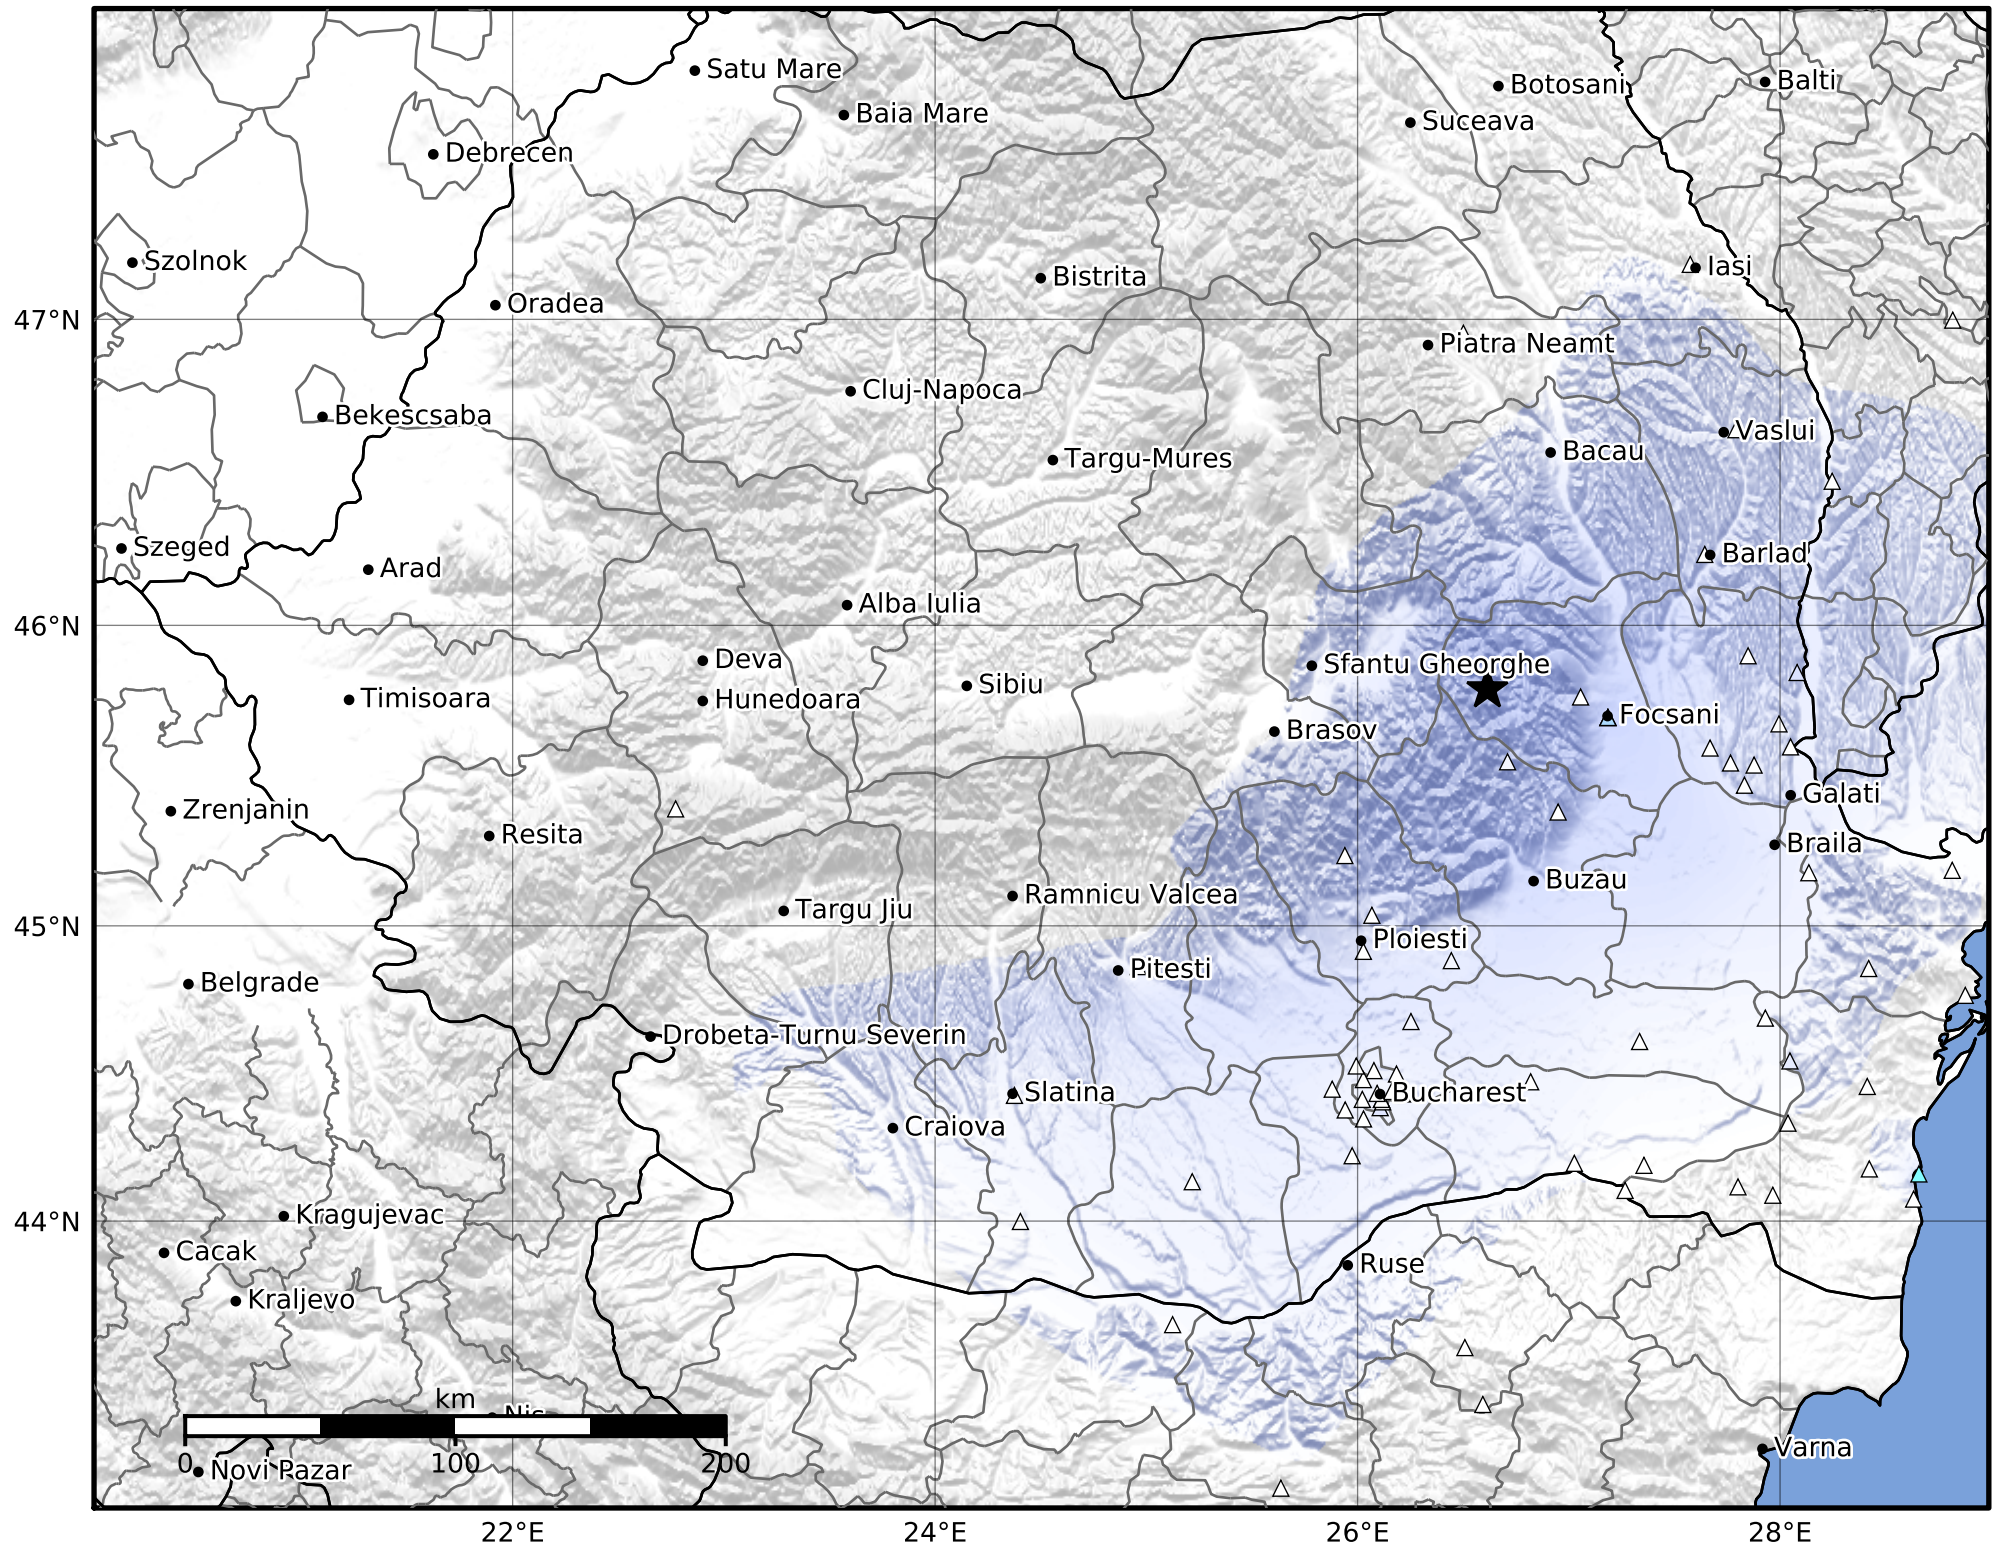 Satu Mare
Botosani
Balti
Baia Mare
Suceava
Debrecen
Szolnok
Iasi
Bistrita
Oradea
47°N
Piatra Neamt
Cluj-Napoca
Bekescsaba
Vaslui
Bacau
Targu-Mures
Szeged
Barlad
Arad
Alba Iulia
46°N
Deva
Sfantu Gheorghe
Sibiu
Timisoara
Hunedoara
Focsani
Brasov
Galati
Zrenjanin
Resita
Braila
Buzau
Ramnicu Valcea
Targu Jiu
45°N
Ploiesti
Pitesti
Belgrade
Drobeta-Turnu Severin
Slatina
Bucharest
Craiova
Kragujevac
44°N
Cacak
Ruse
Kraljevo
km
Nis
0 100 200
Novi Pazar
Varna
22°E 24°E 26°E 28°E